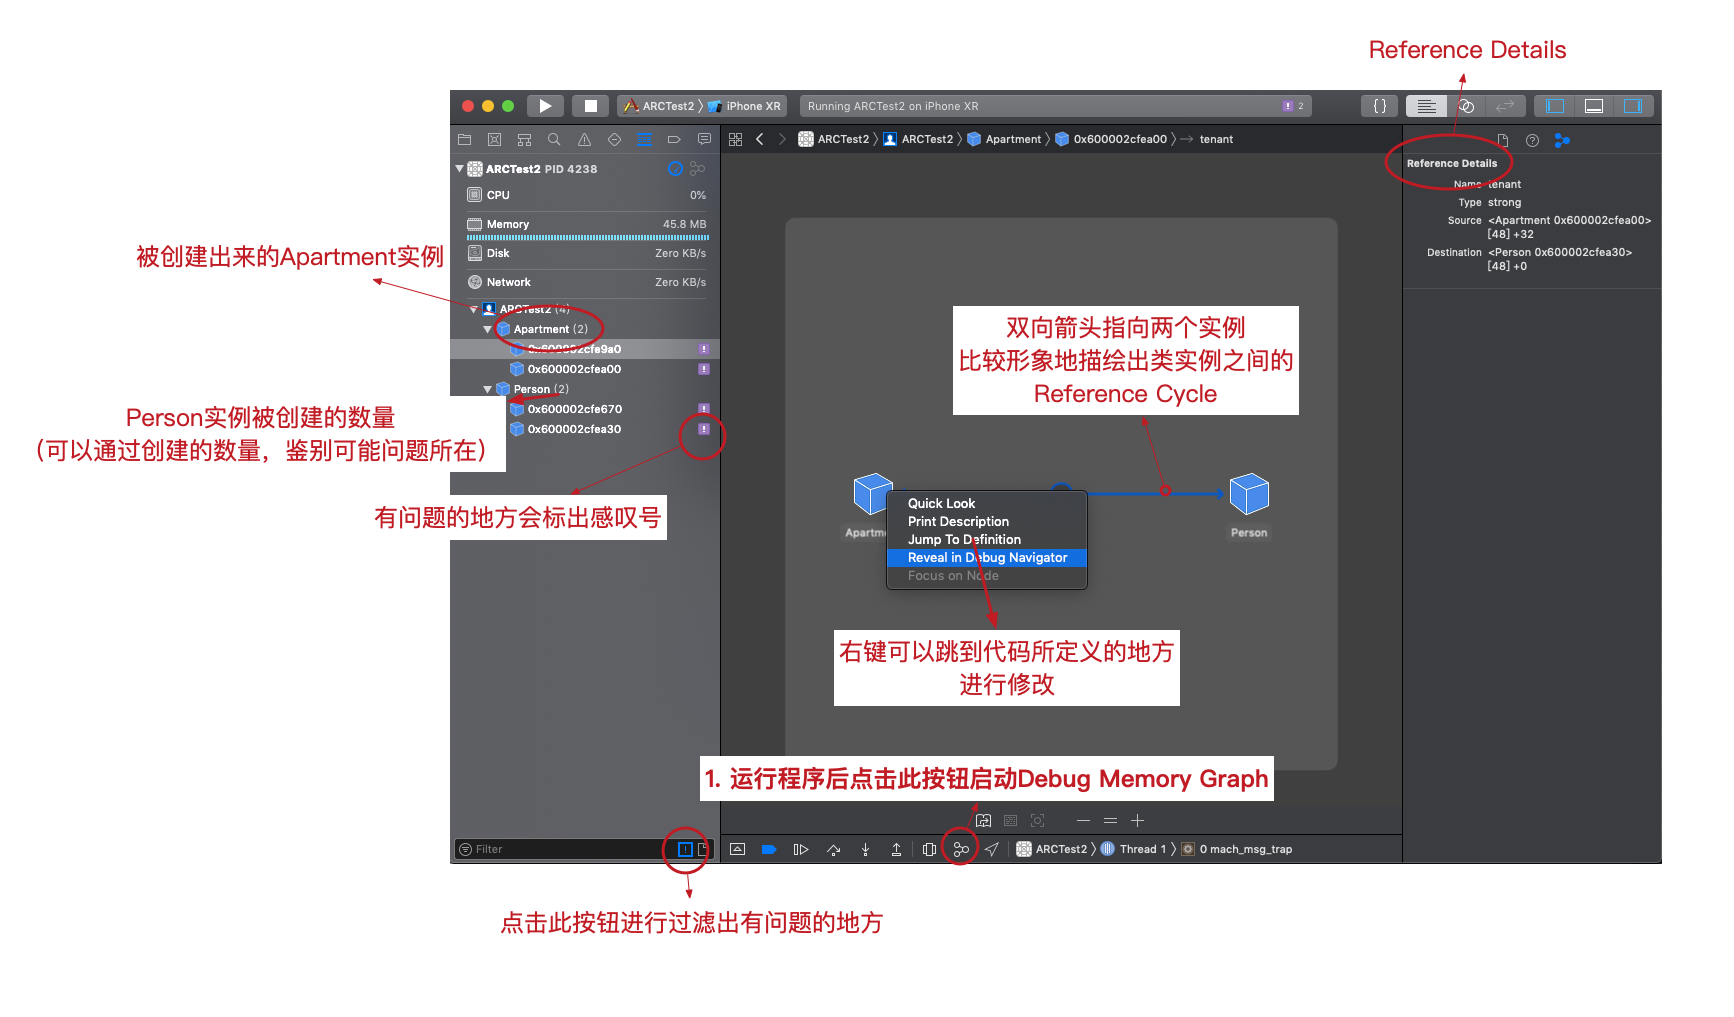 Reference Details
ARCTest2 〉 iPhone XR
Running ARCTest2 on iPhone XR
2
ARCTest2 〉 ARCTest2 〉 Apartment 〉 0x600002cfea00 〉 tenant
ARCTest2 PID 4238
CPU 0%
Memory 45.8 MB
Disk Zero KB/s
Network Zero KB/s
ARCTest2 (4)
Apartment (2)
0x600002cfe9a0
0x600002cfea00
Person (2)
0x600002cfe670
0x600002cfea30
被创建出来的Apartment实例
Person实例被创建的数量
（可以通过创建的数量，鉴别可能问题所在）
有问题的地方会标出感叹号
Reference Details
Name tenant
Type strong
Source <Apartment 0x600002cfea00>
[48] +32
Destination <Person 0x600002cfea30>
[48] +0
双向箭头指向两个实例
比较形象地描绘出类实例之间的
Reference Cycle
Apartme
Person
Quick Look
Print Description
Jump To Definition
Reveal in Debug Navigator
Focus on Node
右键可以跳到代码所定义的地方
进行修改
1. 运行程序后点击此按钮启动Debug Memory Graph
Filter
ARCTest2 〉 Thread 1 〉 0 mach_msg_trap
点击此按钮进行过滤出有问题的地方